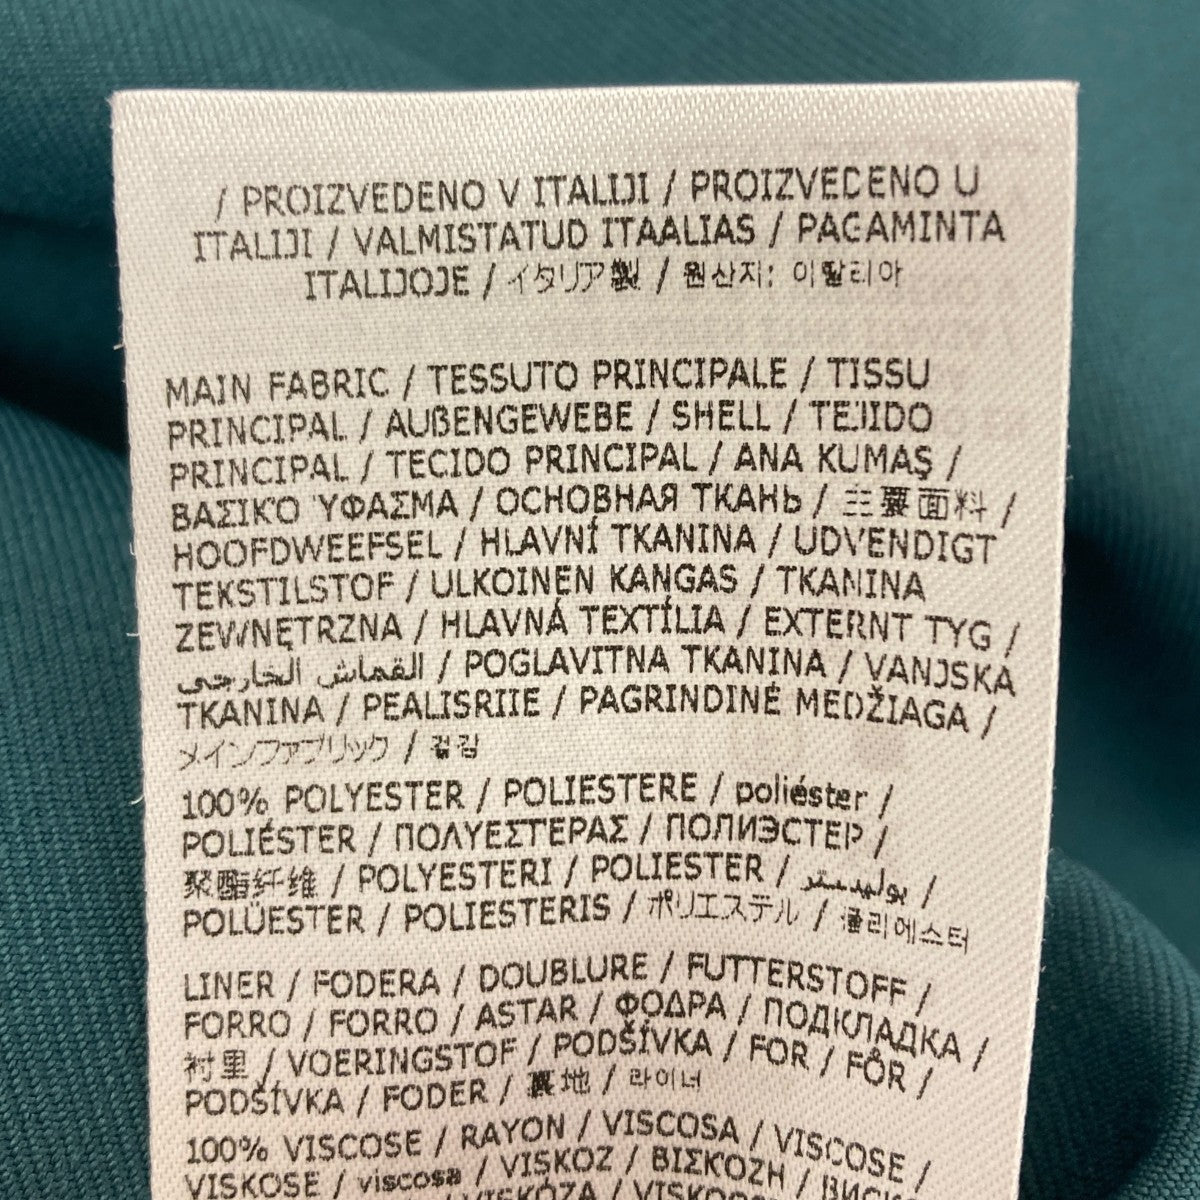 / PROIZVEDENO V ITALIJI / PROIZVEDENO U
ITALIJI / VALMISTATUD ITAALIAS / PAGAMINTA
ITALIJOJE / イタリア製 / 원산지: 이탈리아
MAIN FABRIC / TESSUTO PRINCIPALE / TISSU
PRINCIPAL / AUßENGEWEBE / SHELL / TEJIDO
PRINCIPAL / TECIDO PRINCIPAL / ANA KUMAŞ /
ΒΑΣΙΚΌ ΎΦΑΣΜΑ / ОСНОВНАЯ ТКАНЬ / 主要面料 /
HOOFDWEEFSEL / HLAVNÍ TKANINA / UDVENDIGT
TEKSTILSTOF / ULKOINEN KANGAS / TKANINA
ZEWNĘTRZNA / HLAVNÁ TEXTÍLIA / EXTERNT TYG /
القماش الخارجي / POGLAVITNA TKANINA / VANJSKA
TKANINA / PEALISRIIE / PAGRINDINĖ MEDŽIAGA /
メインファブリック / 겉감
100% POLYESTER / POLIESTERE / poliéster /
POLIÉSTER / ΠΟΛΥΕΣΤΕΡΑΣ / ПОЛИЭСТЕР /
聚酯纤维 / POLYESTERI / POLIESTER / بوليستر /
POLÜESTER / POLIESTERIS / ポリエステル / 폴리에스터
LINER / FODERA / DOUBLURE / FUTTERSTOFF /
FORRO / FORRO / ASTAR / ΦΟΔΡΑ / ПОДКЛАДКА /
衬里 / VOERINGSTOF / PODŠÍVKA / FOR / FÔR /
PODŠÍVKA / FODER / 裏地 / 라이너
100% VISCOSE / RAYON / VISCOSA / VISCOSE /
VISKOSE / viscosa / VISKOZ / ΒΙΣΚΌΖΗ /